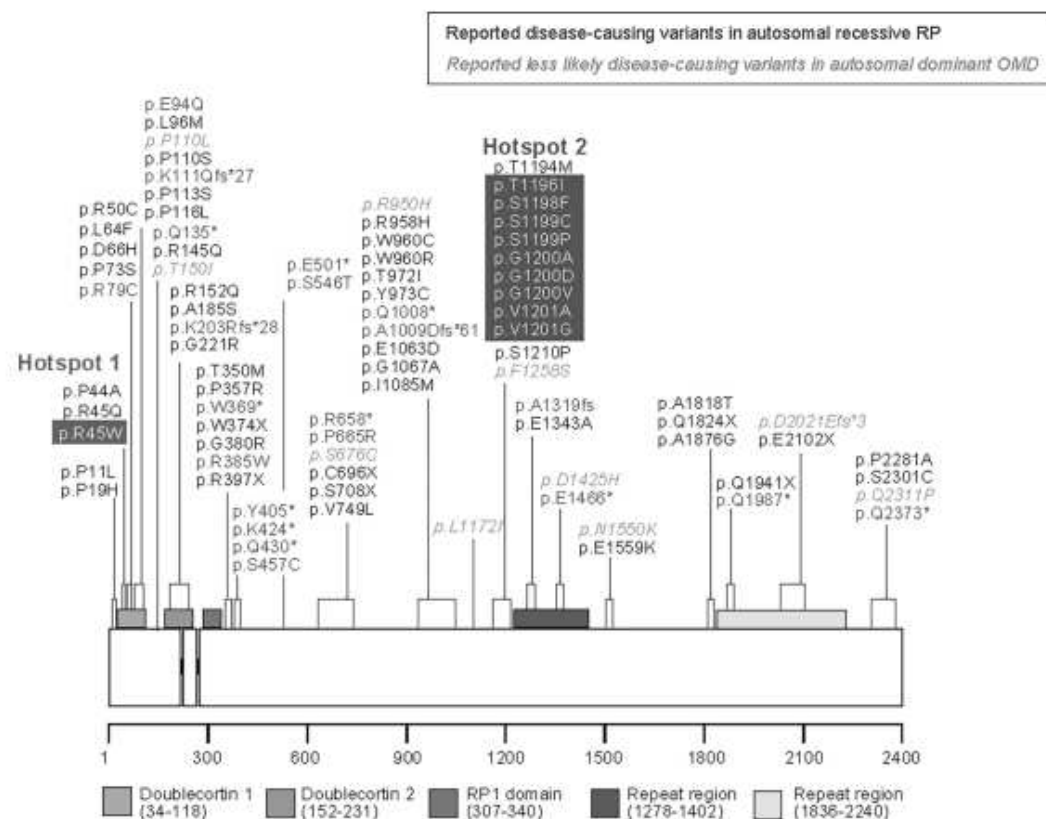 Reported disease-causing variants in autosomal recessive RP
Reported less likely disease-causing variants in autosomal dominant OMD
Hotspot 1
p.P44A
p.R45Q
p.R45W
p.P11L
p.P19H
p.R50C
p.L64F
p.D66H
p.P73S
p.R79C
p.E94Q
p.L96M
p.P110L
p.P110S
p.K111Qfs*27
p.P113S
p.P116L
p.Q135*
p.R145Q
p.T150I
p.R152Q
p.A185S
p.K203Rfs*28
p.G221R
p.T350M
p.P357R
p.W369*
p.W374X
p.G380R
p.R385W
p.R397X
p.Y405*
p.K424*
p.Q430*
p.S457C
p.E501*
p.S546T
p.R658*
p.P665R
p.S676C
p.C696X
p.S708X
p.V749L
p.R950H
p.R958H
p.W960C
p.W960R
p.T972I
p.Y973C
p.Q1008*
p.A1009Dfs*61
p.E1063D
p.G1067A
p.I1085M
p.L1172I
Hotspot 2
p.T1194M
p.T1196I
p.S1198F
p.S1199C
p.S1199P
p.G1200A
p.G1200D
p.G1200V
p.V1201A
p.V1201G
p.S1210P
p.F1258S
p.A1319fs
p.E1343A
p.D1425H
p.E1466*
p.N1550K
p.E1559K
p.A1818T
p.Q1824X
p.A1876G
p.Q1941X
p.Q1987*
p.D2021Efs*3
p.E2102X
p.P2281A
p.S2301C
p.Q2311P
p.Q2373*
1 300 600 900 1200 1500 1800 2100 2400
Doublecortin 1
(34-118)
Doublecortin 2
(152-231)
RP1 domain
(307-340)
Repeat region
(1278-1402)
Repeat region
(1836-2240)